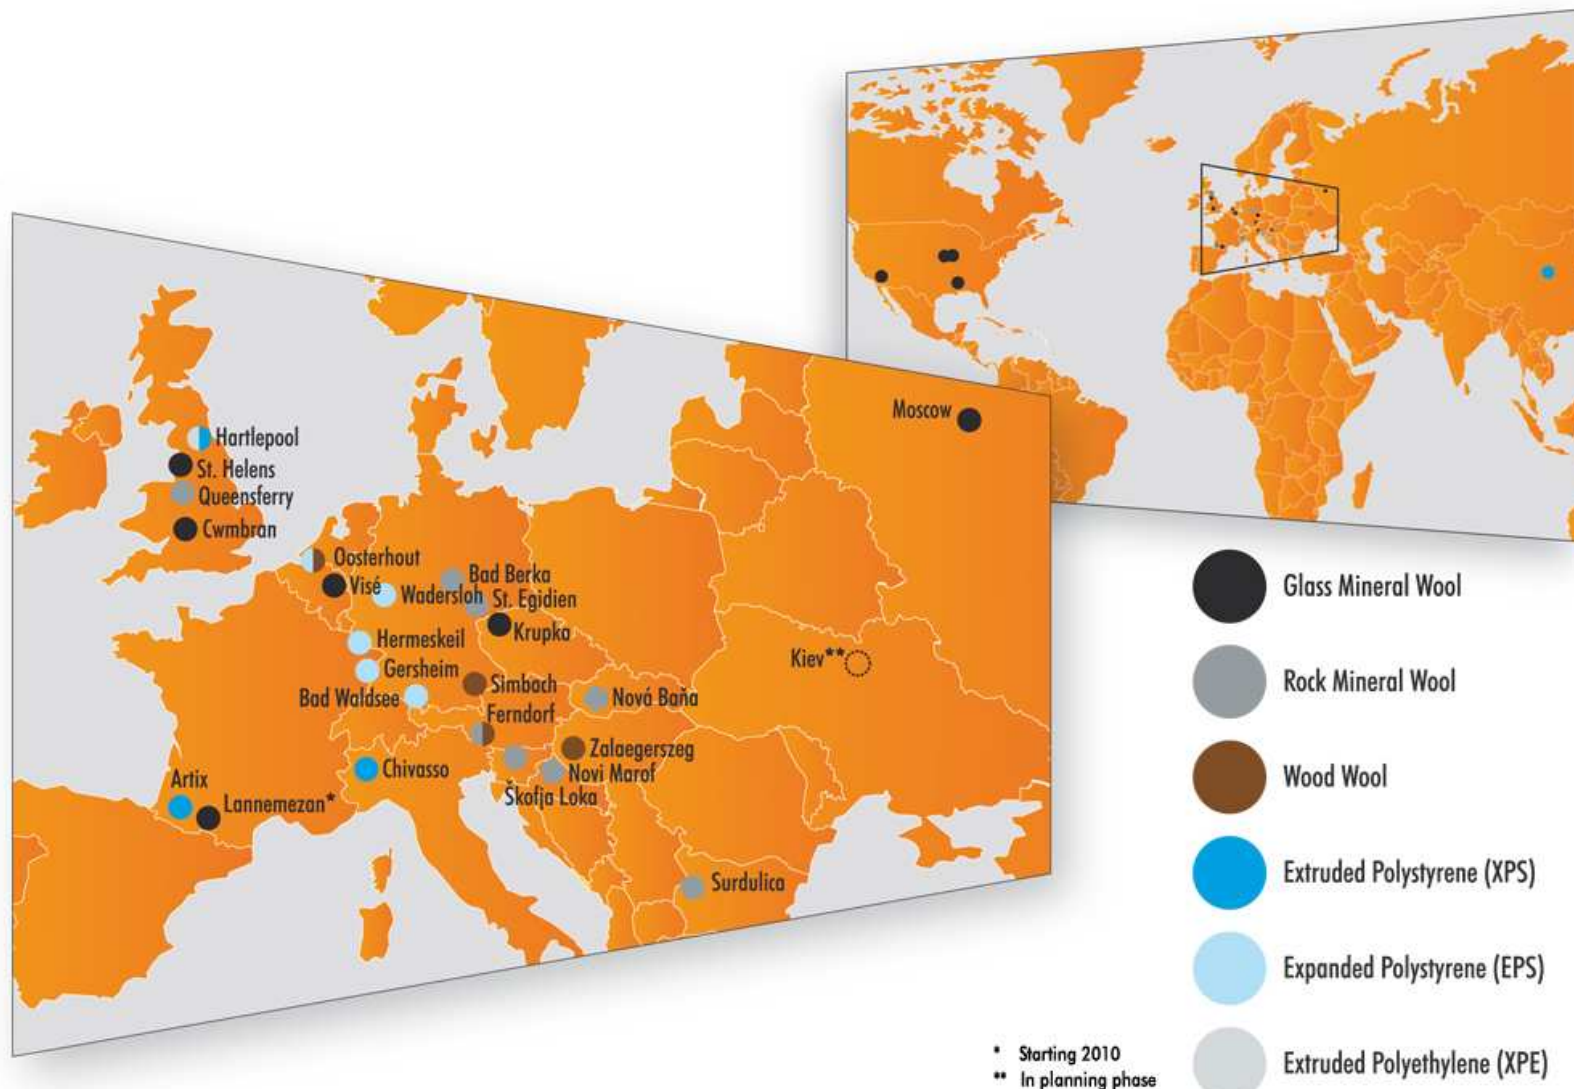 Moscow
Hartlepool
St. Helens
Queensferry
Cwmbran
Oosterhout
Visé
Bad Berka
Wadersloh
St. Egidien
Krupka
Hermeskeil
Gersheim
Kiev**
Simbach
Bad Waldsee
Nová Baňa
Ferndorf
Zalaegerszeg
Chivasso
Novi Marof
Škofja Loka
Artix
Lannemezan*
Surdulica
Glass Mineral Wool
Rock Mineral Wool
Wood Wool
Extruded Polystyrene (XPS)
Expanded Polystyrene (EPS)
Extruded Polyethylene (XPE)
* Starting 2010
** In planning phase